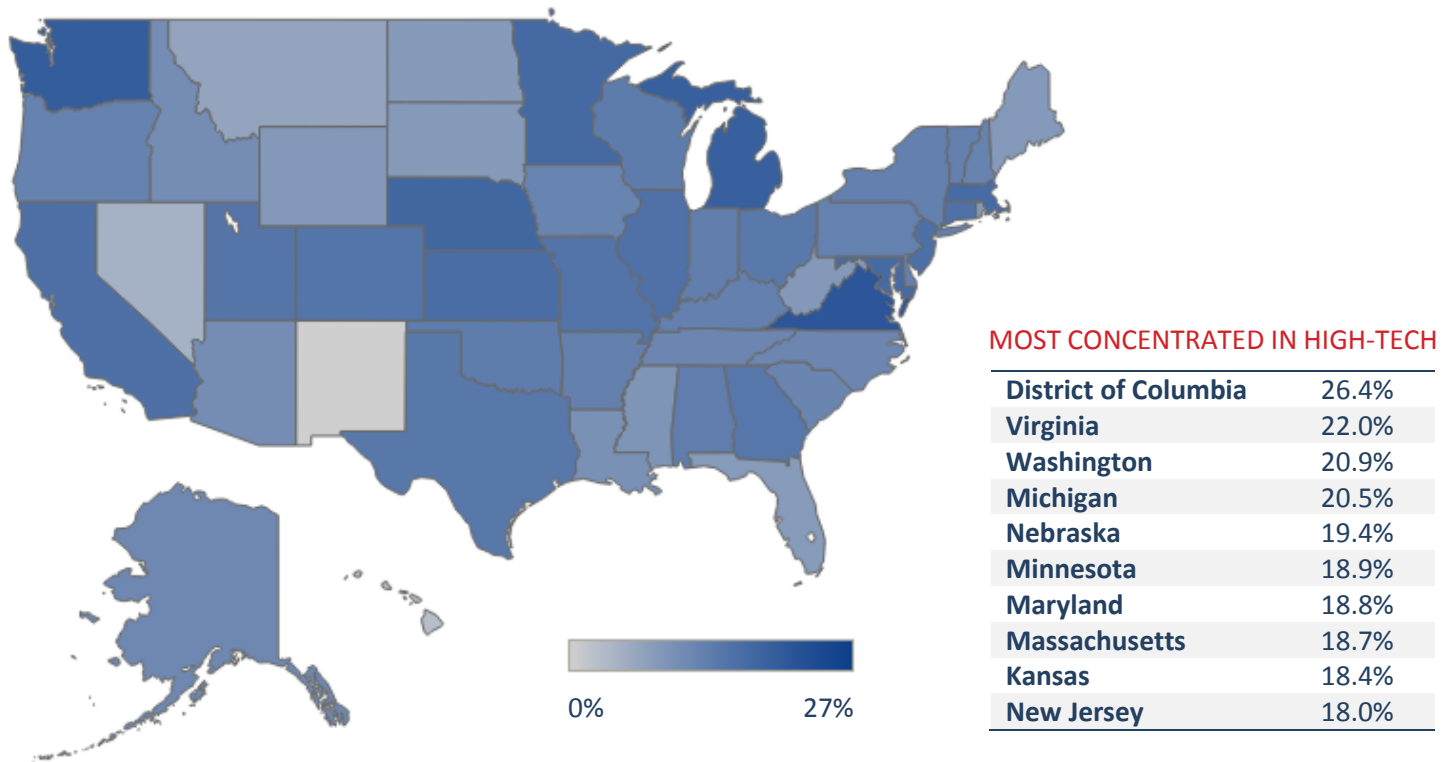 MOST CONCENTRATED IN HIGH-TECH
District of Columbia 26.4%
Virginia 22.0%
Washington 20.9%
Michigan 20.5%
Nebraska 19.4%
Minnesota 18.9%
Maryland 18.8%
Massachusetts 18.7%
Kansas 18.4%
New Jersey 18.0%
0% 27%